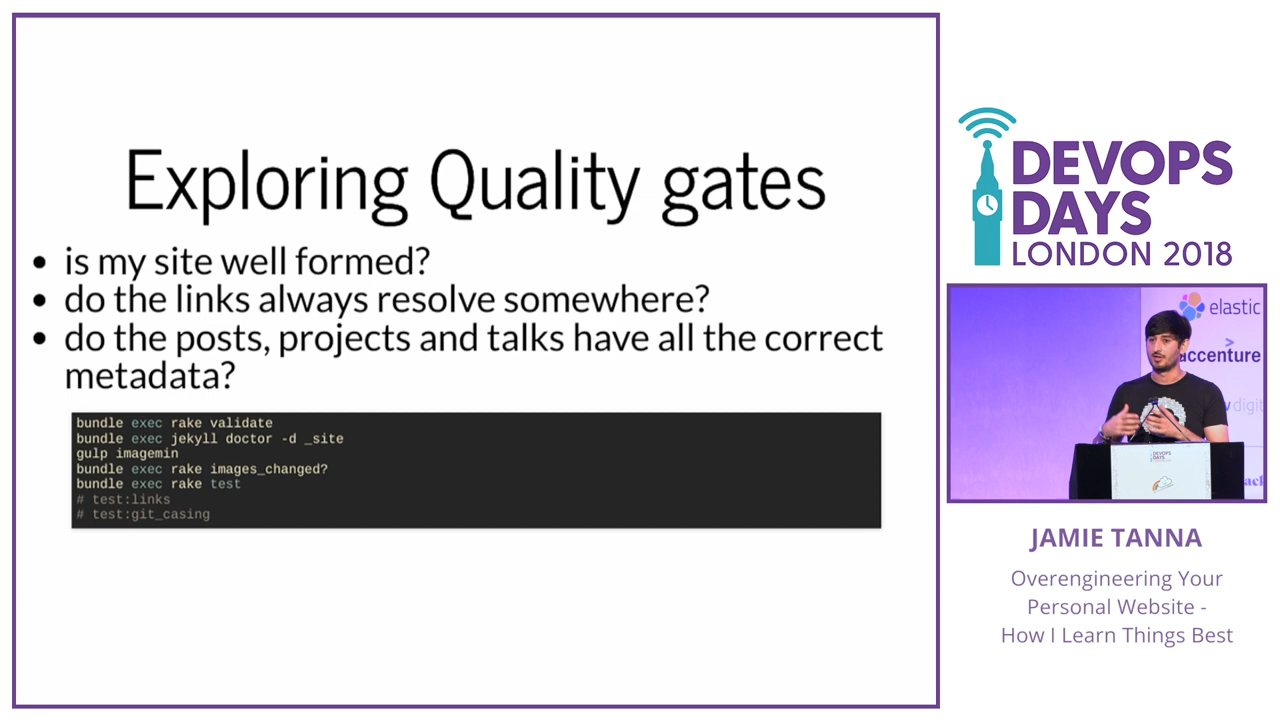 Exploring Quality gates
• is my site well formed?
• do the links always resolve somewhere?
• do the posts, projects and talks have all the correct
metadata?
bundle exec rake validate
bundle exec jekyll doctor -d _site
gulp imagemin
bundle exec rake images_changed?
bundle exec rake test
# test:links
# test:git_casing
DEVOPS
DAYS
LONDON 2018
elastic
>
accenture
digit
DEVOPS
DAYS
JAMIE TANNA
Overengineering Your
Personal Website -
How I Learn Things Best